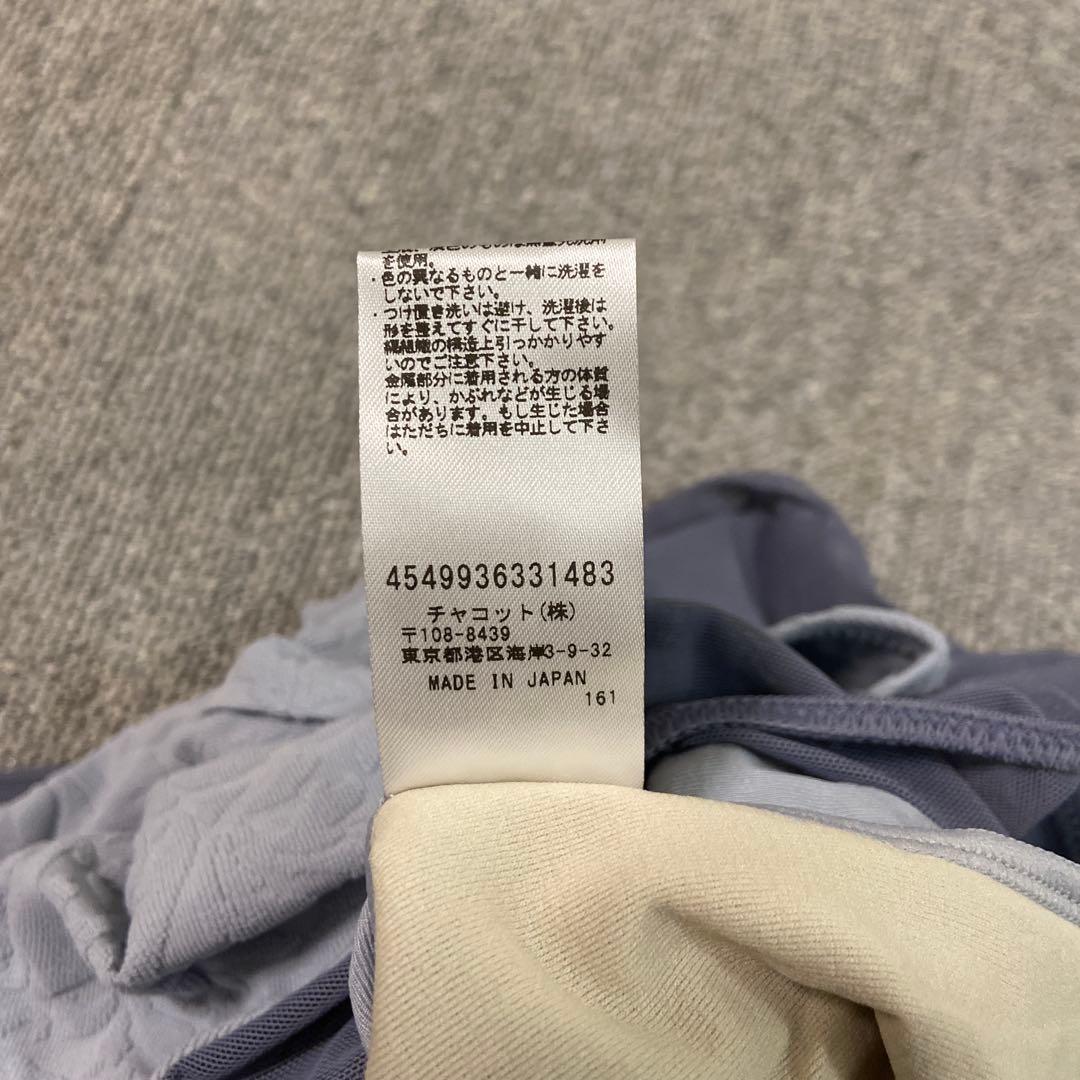 を使用。
・色の異なるものと一緒に洗濯を
しないで下さい。
・つけ置き洗いは避け、洗濯後は
形を整えてすぐに干して下さい。
編組織の構造上引っかかりやす
いのでご注意下さい。
金属部分に着用される方の体質
により、かぶれなどが生じる場
合があります。もし生じた場合
はただちに着用を中止して下さ
い。
4549936331483
チャコット(株)
〒108-8439
東京都港区海岸3-9-32
MADE IN JAPAN
161